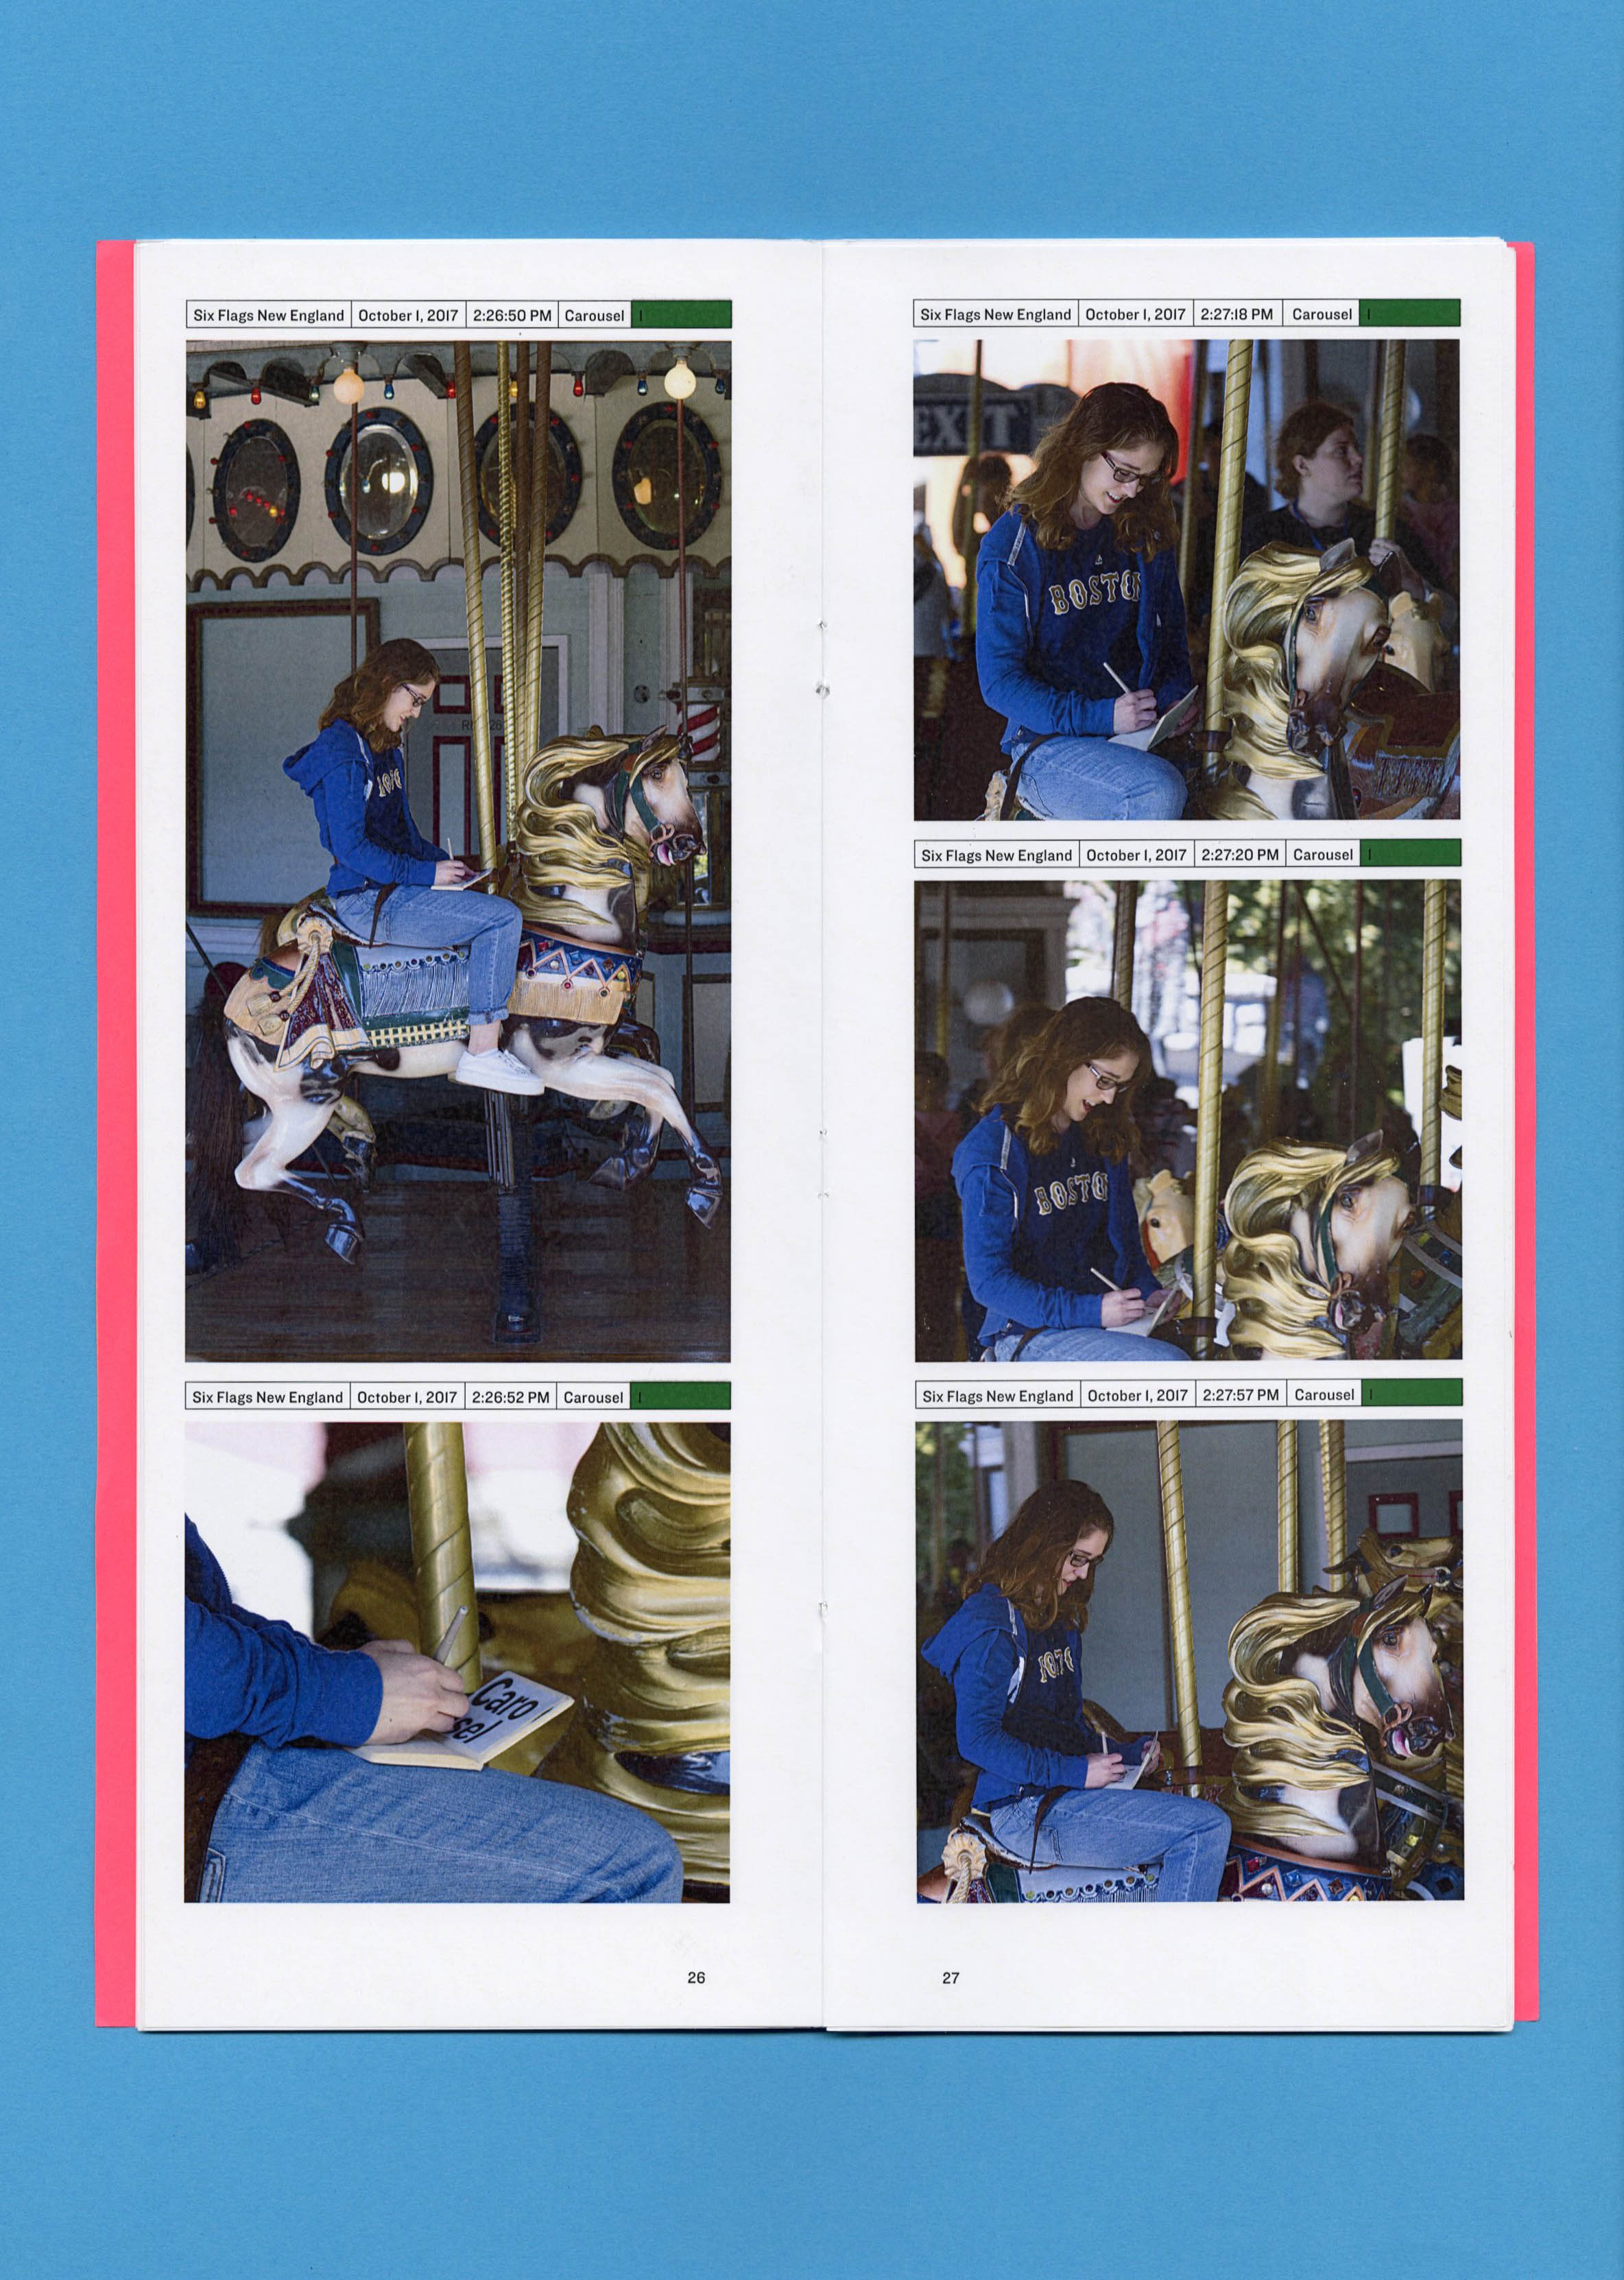 Six Flags New England | October 1, 2017 | 2:26:50 PM | Carousel | 1
1876
Six Flags New England | October 1, 2017 | 2:26:52 PM | Carousel | 1
Caro
sel
26
Six Flags New England | October 1, 2017 | 2:27:18 PM | Carousel | 1
EXIT
BOSTON
Six Flags New England | October 1, 2017 | 2:27:20 PM | Carousel | 1
BOSTO
Six Flags New England | October 1, 2017 | 2:27:57 PM | Carousel | 1
27